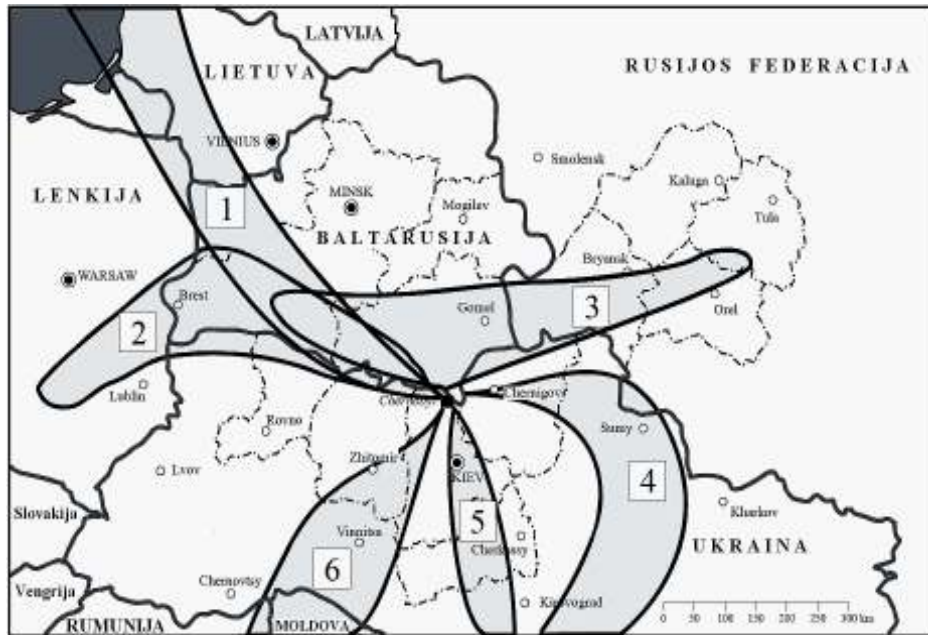 LATVIJA
LIETUVA
RUSIJOS FEDERACIJA
VILNIUS
Smolensk
Kaluga
LENKIJA
MINSK
Tula
1
Mogilev
BALTARUSIJA
Bryansk
WARSAW
Brest
3
Orel
2
Gomel
Lublin
Chernigov
Rovno
Sumy
Zhitomir
Lvov
KIEV
4
Kharkov
Slovakija
Vinnitsa
5
Cherkassy
UKRAINA
6
Vengrija
Chernovtsy
Kirovograd
0 50 100 150 200 250 300 km
RUMUNIJA
MOLDOVA